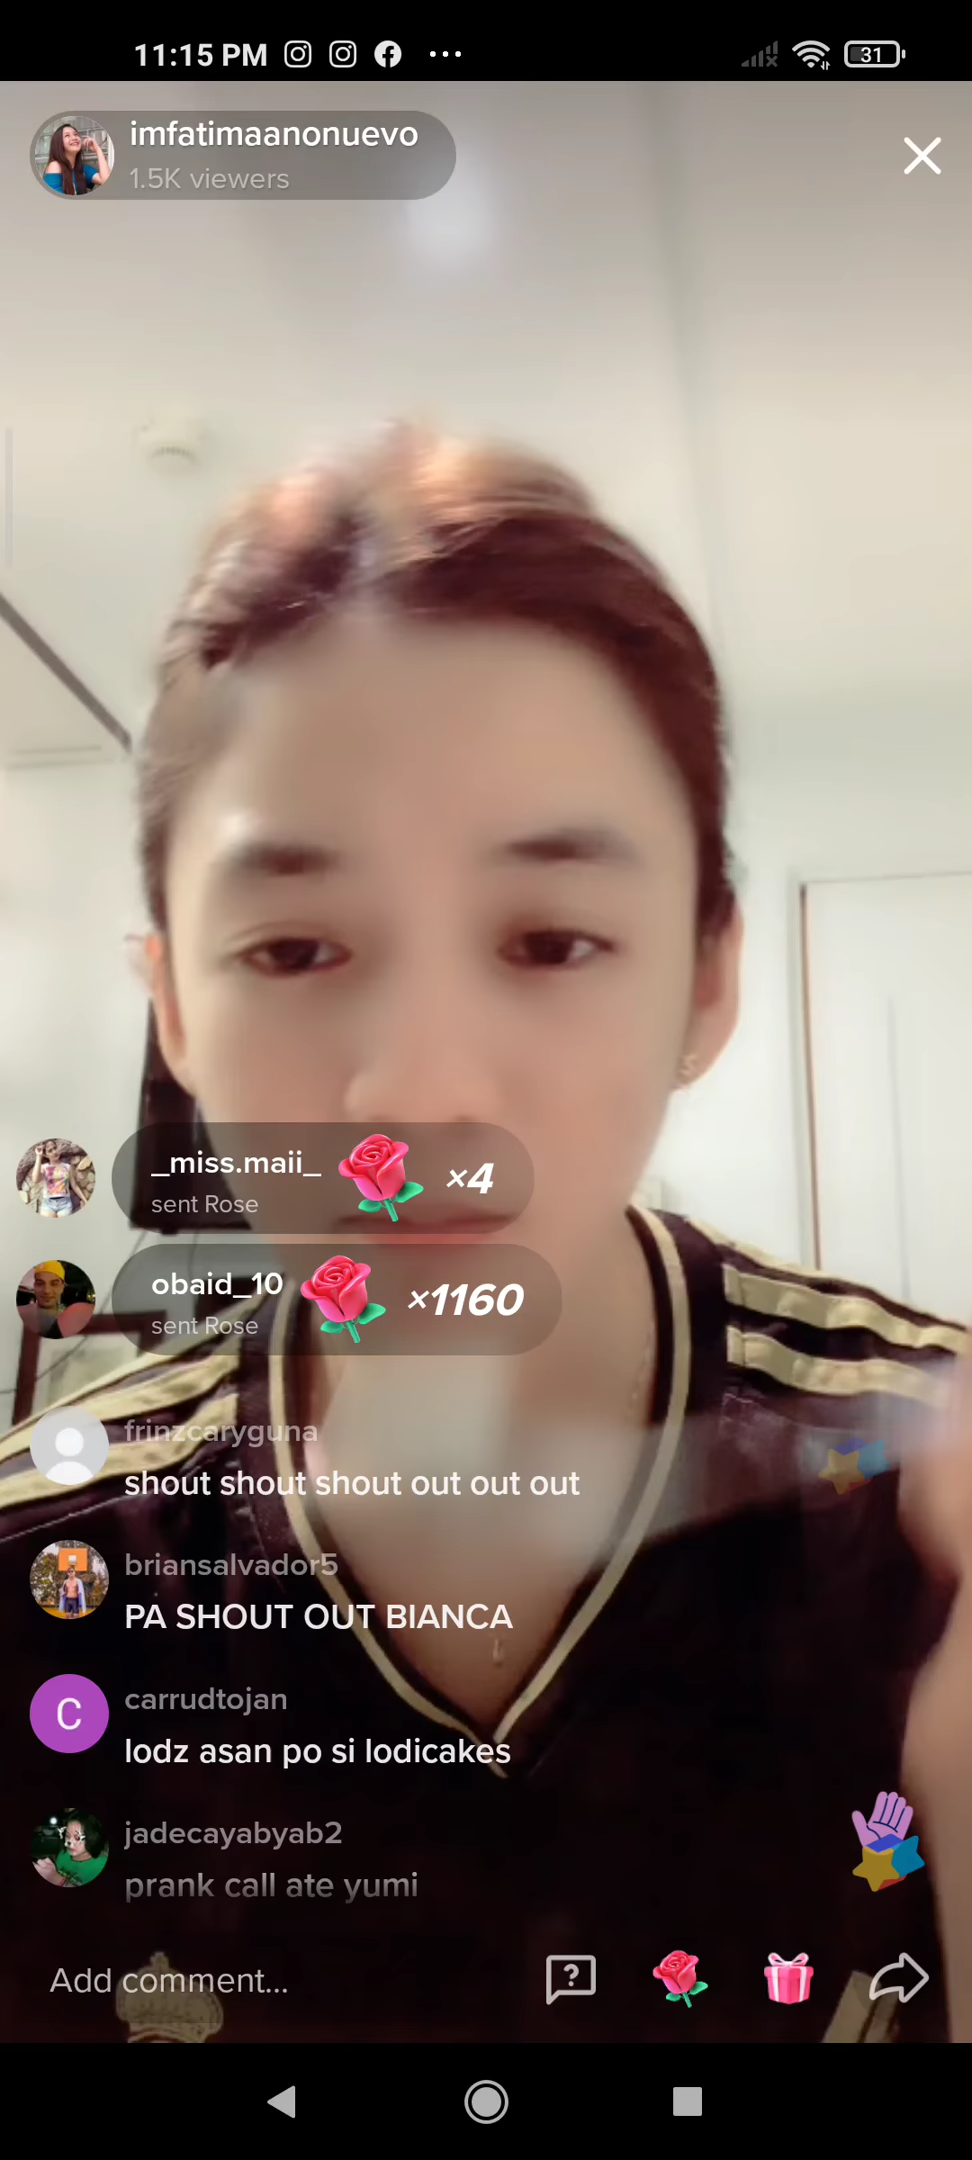 11:15 PM
31
imfatimaanonuevo
1.5K viewers
_miss.maii_
sent Rose
×4
obaid_10
sent Rose
×1160
frinzcaryguna
shout shout shout out out out
briansalvador5
PA SHOUT OUT BIANCA
C
carrudtojan
lodz asan po si lodicakes
jadecayabyab2
prank call ate yumi
Add comment...
?